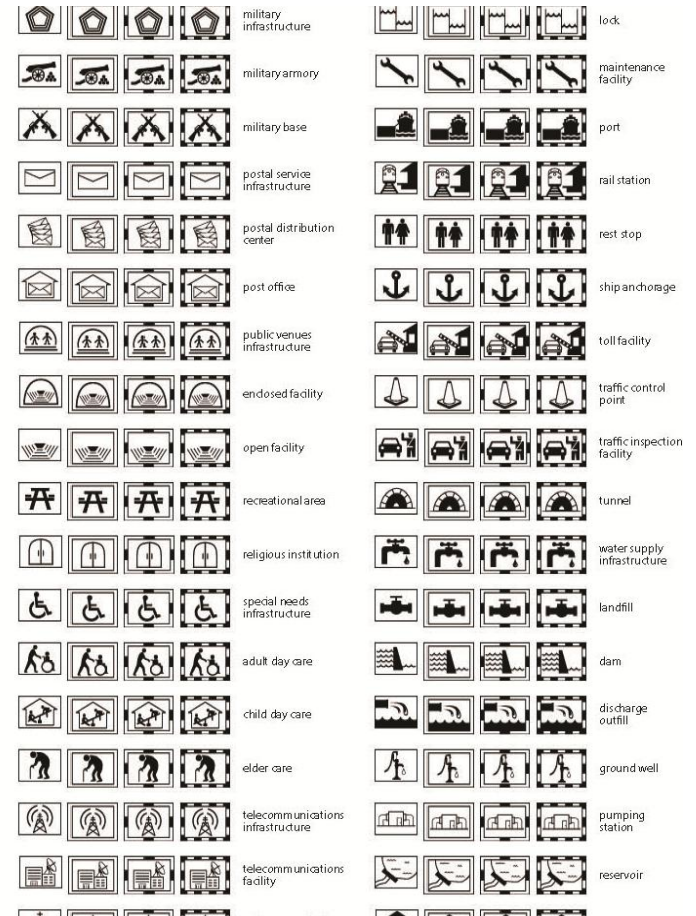 military
infrastructure
military armory
military base
postal service
infrastructure
postal distribution
center
post office
public venues
infrastructure
enclosed facility
open facility
recreational area
religious institution
special needs
infrastructure
adult day care
child day care
elder care
telecommunications
infrastructure
telecommunications
facility
lock
maintenance
facility
port
rail station
rest stop
ship anchorage
toll facility
traffic control
point
traffic inspection
facility
tunnel
water supply
infrastructure
landfill
dam
discharge
outfill
ground well
pumping
station
reservoir